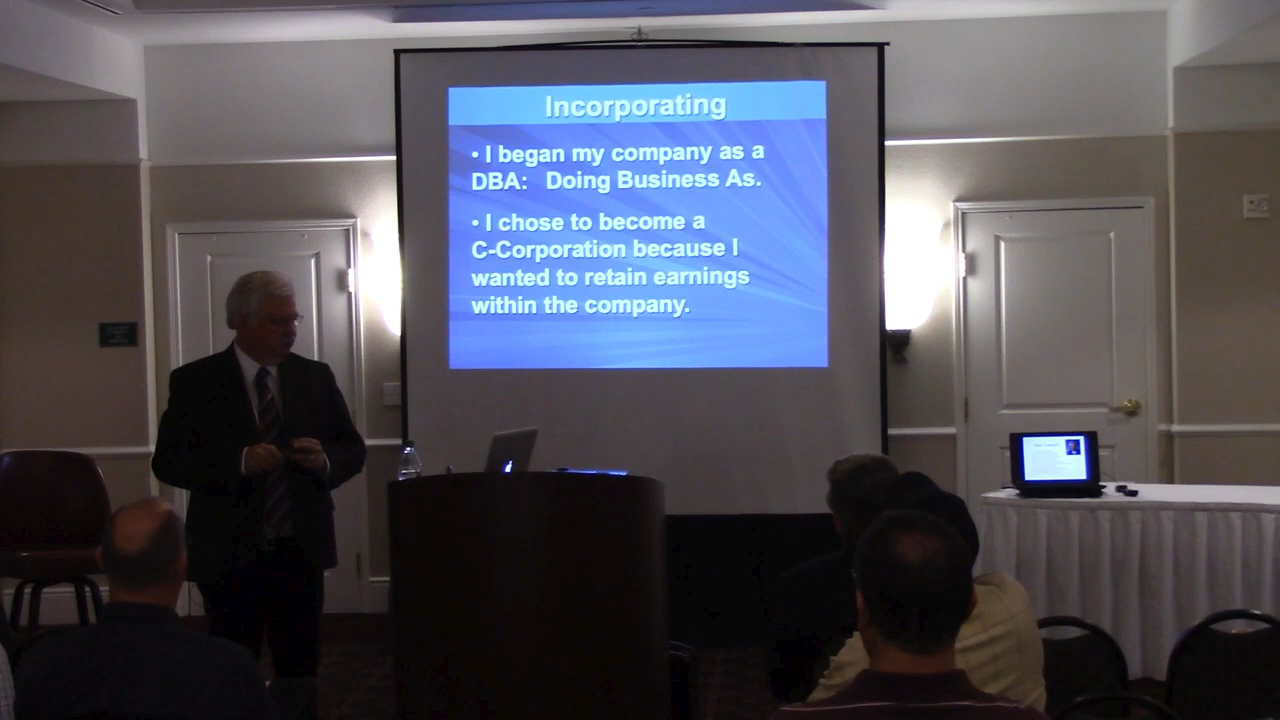 Incorporating
• I began my company as a
DBA: Doing Business As.
• I chose to become a
C-Corporation because I
wanted to retain earnings
within the company.